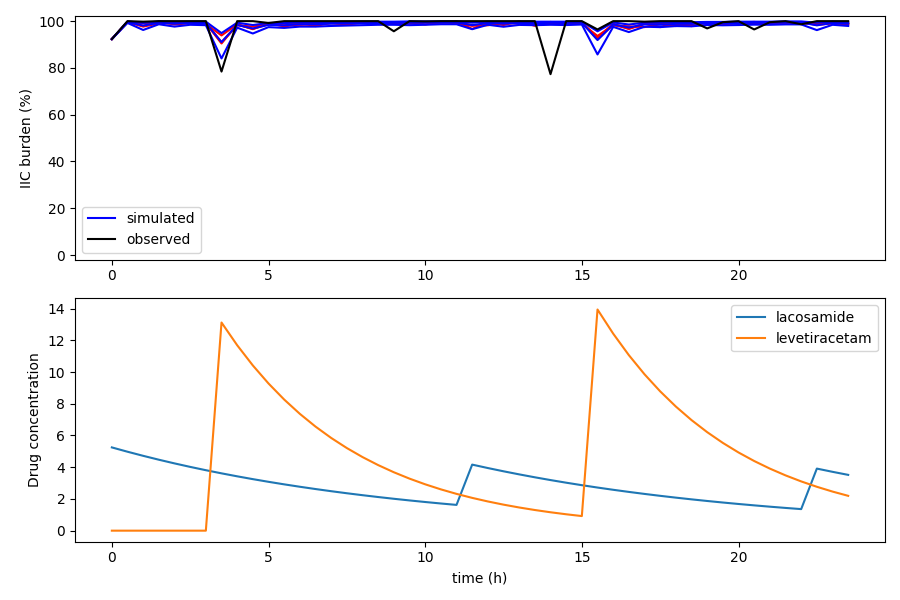 100
80
60
40
20
0
IIC burden (%)
simulated
observed
0 5 10 15 20
14
12
10
8
6
4
2
0
Drug concentration
lacosamide
levetiracetam
0 5 10 15 20
time (h)